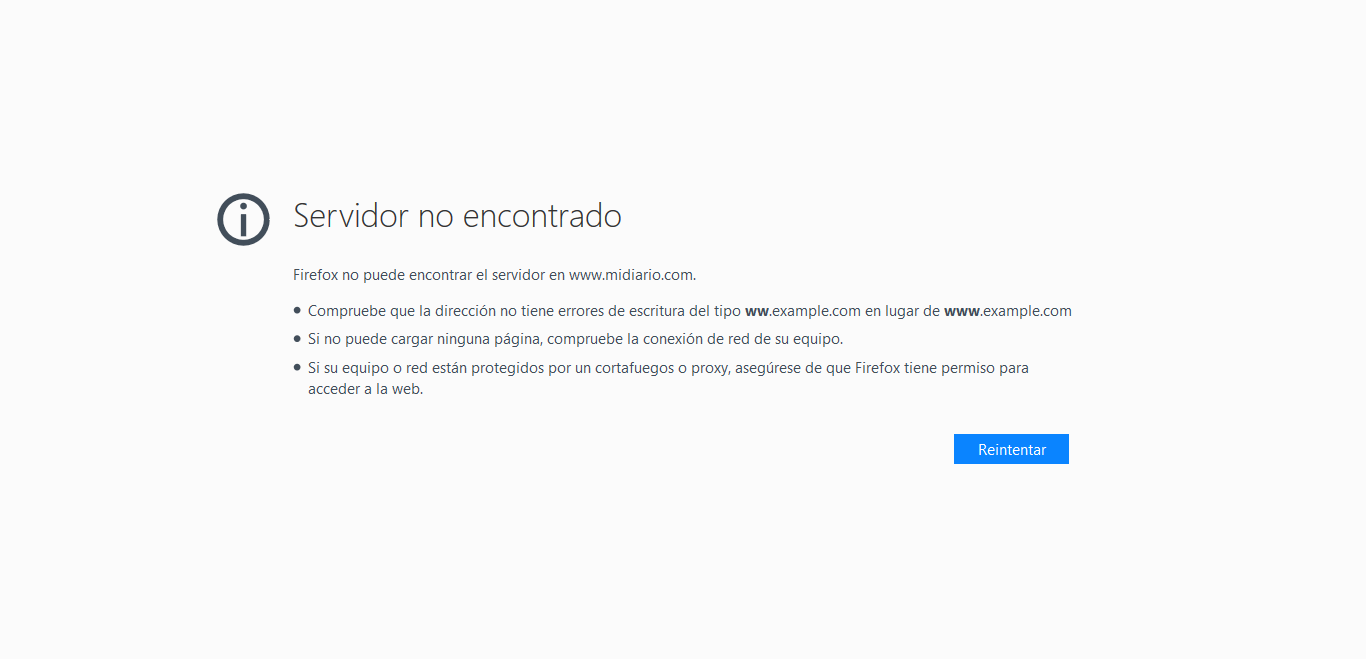 Servidor no encontrado
Firefox no puede encontrar el servidor en www.midiario.com.
• Compruebe que la dirección no tiene errores de escritura del tipo ww.example.com en lugar de www.example.com
• Si no puede cargar ninguna página, compruebe la conexión de red de su equipo.
• Si su equipo o red están protegidos por un cortafuegos o proxy, asegúrese de que Firefox tiene permiso para
acceder a la web.
Reintentar